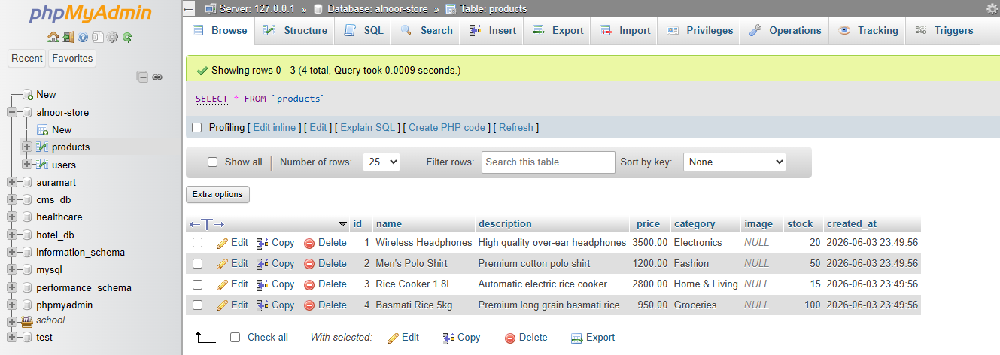 phpMyAdmin
Recent Favorites
New
alnoor-store
New
products
users
auramart
cms_db
healthcare
hotel_db
information_schema
mysql
performance_schema
phpmyadmin
school
test
Server: 127.0.0.1 » Database: alnoor-store » Table: products
Browse Structure SQL Search Insert Export Import Privileges Operations Tracking Triggers
Showing rows 0 - 3 (4 total, Query took 0.0009 seconds.)
SELECT * FROM `products`
Profiling [ Edit inline ] [ Edit ] [ Explain SQL ] [ Create PHP code ] [ Refresh ]
Show all Number of rows: 25 Filter rows: Search this table Sort by key: None
Extra options
id name description price category image stock created_at
Edit Copy Delete 1 Wireless Headphones High quality over-ear headphones 3500.00 Electronics NULL 20 2026-06-03 23:49:56
Edit Copy Delete 2 Men's Polo Shirt Premium cotton polo shirt 1200.00 Fashion NULL 50 2026-06-03 23:49:56
Edit Copy Delete 3 Rice Cooker 1.8L Automatic electric rice cooker 2800.00 Home & Living NULL 15 2026-06-03 23:49:56
Edit Copy Delete 4 Basmati Rice 5kg Premium long grain basmati rice 950.00 Groceries NULL 100 2026-06-03 23:49:56
Check all With selected: Edit Copy Delete Export